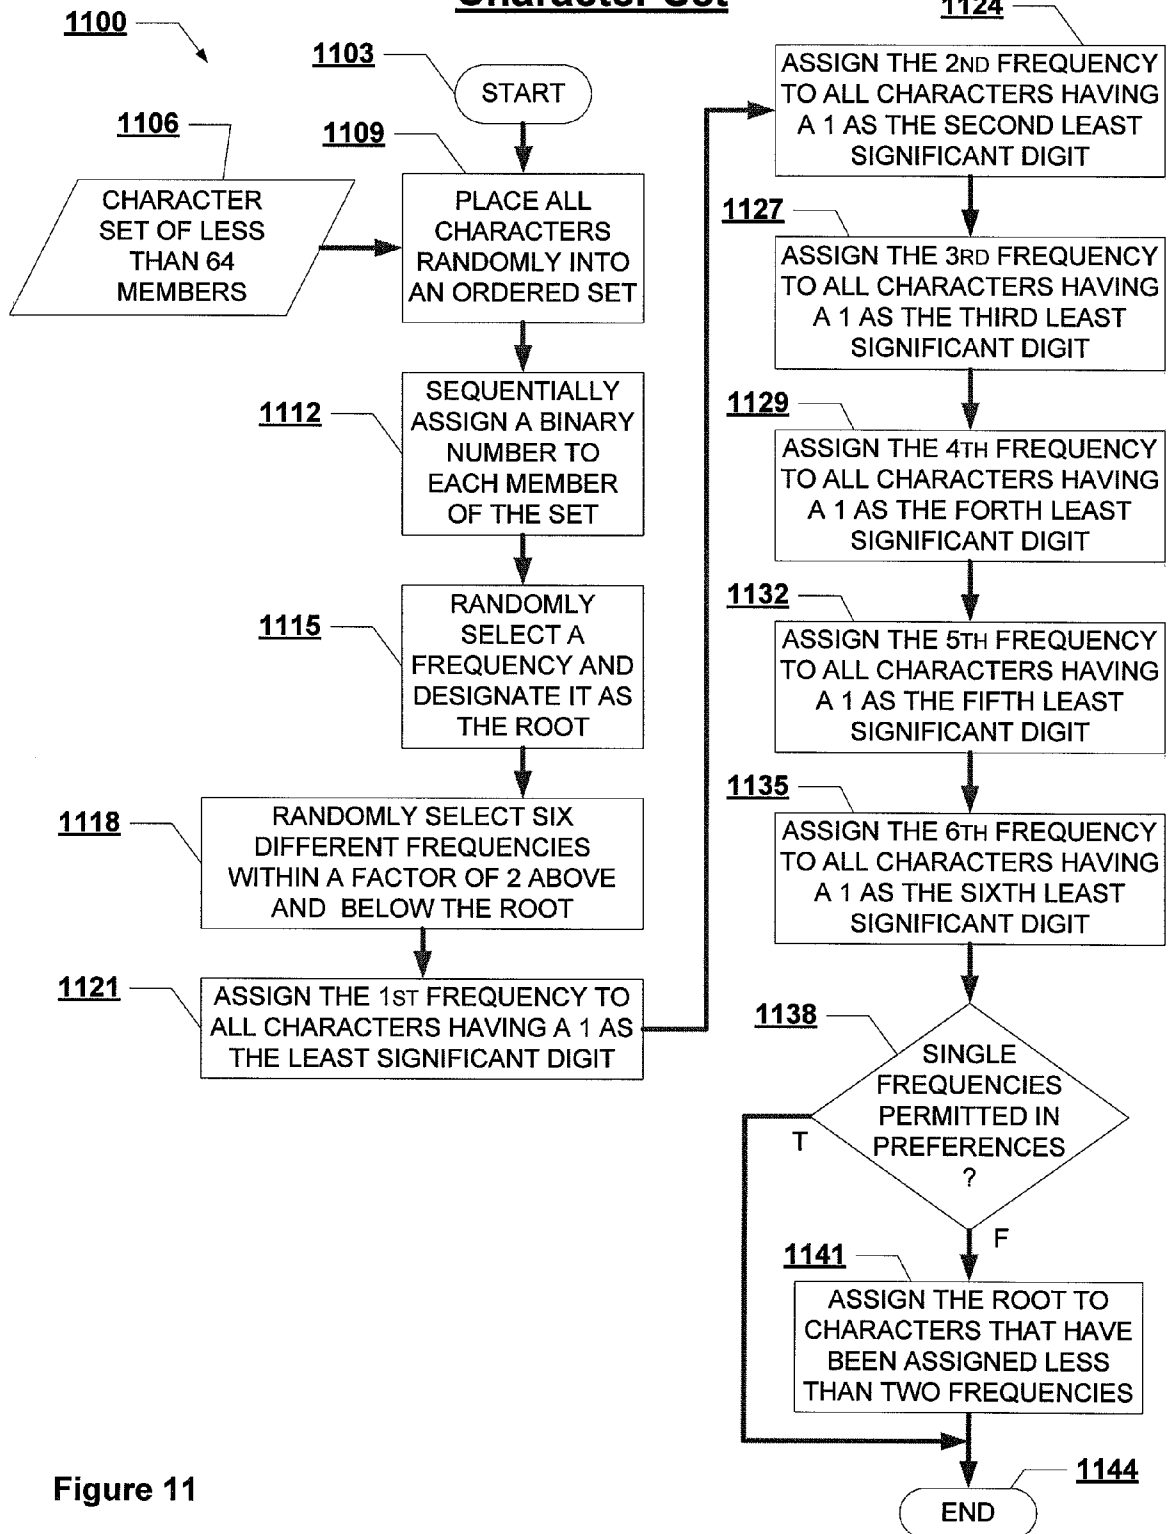 Character Set
1100
1103
START
1106
CHARACTER
SET OF LESS
THAN 64
MEMBERS
1109
PLACE ALL
CHARACTERS
RANDOMLY INTO
AN ORDERED SET
1112
SEQUENTIALLY
ASSIGN A BINARY
NUMBER TO
EACH MEMBER
OF THE SET
1115
RANDOMLY
SELECT A
FREQUENCY AND
DESIGNATE IT AS
THE ROOT
1118
RANDOMLY SELECT SIX
DIFFERENT FREQUENCIES
WITHIN A FACTOR OF 2 ABOVE
AND BELOW THE ROOT
1121
ASSIGN THE 1ST FREQUENCY TO
ALL CHARACTERS HAVING A 1 AS
THE LEAST SIGNIFICANT DIGIT
1124
ASSIGN THE 2ND FREQUENCY
TO ALL CHARACTERS HAVING
A 1 AS THE SECOND LEAST
SIGNIFICANT DIGIT
1127
ASSIGN THE 3RD FREQUENCY
TO ALL CHARACTERS HAVING
A 1 AS THE THIRD LEAST
SIGNIFICANT DIGIT
1129
ASSIGN THE 4TH FREQUENCY
TO ALL CHARACTERS HAVING
A 1 AS THE FORTH LEAST
SIGNIFICANT DIGIT
1132
ASSIGN THE 5TH FREQUENCY
TO ALL CHARACTERS HAVING
A 1 AS THE FIFTH LEAST
SIGNIFICANT DIGIT
1135
ASSIGN THE 6TH FREQUENCY
TO ALL CHARACTERS HAVING
A 1 AS THE SIXTH LEAST
SIGNIFICANT DIGIT
1138
SINGLE
FREQUENCIES
PERMITTED IN
PREFERENCES
?
T
F
1141
ASSIGN THE ROOT TO
CHARACTERS THAT HAVE
BEEN ASSIGNED LESS
THAN TWO FREQUENCIES
1144
END
Figure 11